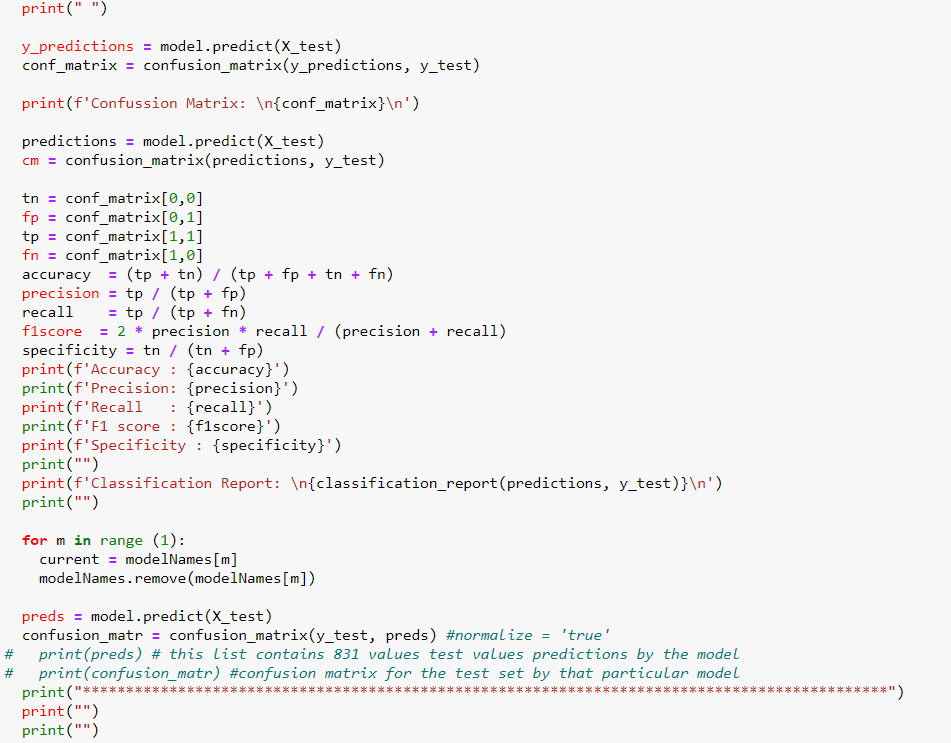 print(" ")
y_predictions = model.predict(X_test)
conf_matrix = confusion_matrix(y_predictions, y_test)
print(f'Confussion Matrix: \n{conf_matrix}\n')
predictions = model.predict(X_test)
cm = confusion_matrix(predictions, y_test)
tn = conf_matrix[0,0]
fp = conf_matrix[0,1]
tp = conf_matrix[1,1]
fn = conf_matrix[1,0]
accuracy  = (tp + tn) / (tp + fp + tn + fn)
precision = tp / (tp + fp)
recall    = tp / (tp + fn)
f1score  = 2 * precision * recall / (precision + recall)
specificity = tn / (tn + fp)
print(f'Accuracy : {accuracy}')
print(f'Precision: {precision}')
print(f'Recall   : {recall}')
print(f'F1 score : {f1score}')
print(f'Specificity : {specificity}')
print("")
print(f'Classification Report: \n{classification_report(predictions, y_test)}\n')
print("")
for m in range (1):
  current = modelNames[m]
  modelNames.remove(modelNames[m])
preds = model.predict(X_test)
confusion_matr = confusion_matrix(y_test, preds) #normalize = 'true'
#   print(preds) # this list contains 831 values test values predictions by the model
#   print(confusion_matr) #confusion matrix for the test set by that particular model
print("*********************************************************************************************")
print("")
print("")